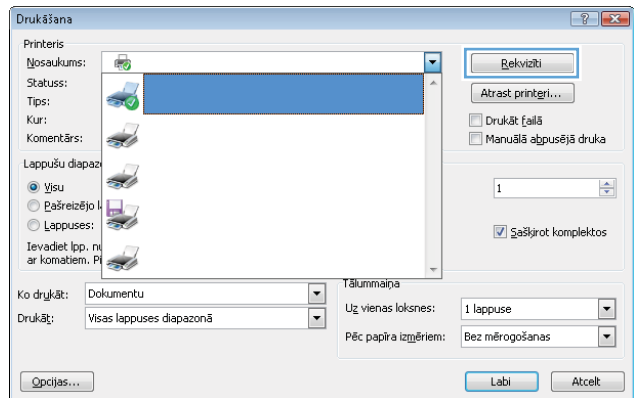 Drukāšana
Printeris
Nosaukums:
Rekvizīti
Statuss:
Tips:
Atrast printeri...
Kur:
Drukāt failā
Komentārs:
Manuālā abpusējā druka
Lappušu diapaz
Visu
1
Pašreizējo l
Lappuses:
Sašķirot komplektos
Ievadiet lpp. nu
ar komatiem. Pi
Tālummaiņa
Ko drukāt: Dokumentu
Uz vienas loksnes: 1 lappuse
Drukāt: Visas lappuses diapazonā
Pēc papīra izmēriem: Bez mērogošanas
Opcijas...
Labi
Atcelt